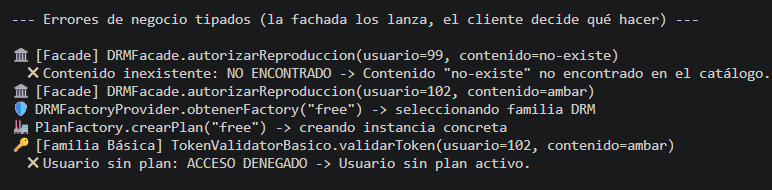 --- Errores de negocio tipados (la fachada los lanza, el cliente decide qué hacer) ---
🏛️ [Facade] DRMFacade.autorizarReproduccion(usuario=99, contenido=no-existe)
❌ Contenido inexistente: NO ENCONTRADO -> Contenido "no-existe" no encontrado en el catálogo.
🏛️ [Facade] DRMFacade.autorizarReproduccion(usuario=102, contenido=ambar)
🛡️ DRMFactoryProvider.obtenerFactory("free") -> seleccionando familia DRM
🏭 PlanFactory.crearPlan("free") -> creando instancia concreta
🔑 [Familia Básica] TokenValidatorBasico.validarToken(usuario=102, contenido=ambar)
❌ Usuario sin plan: ACCESO DENEGADO -> Usuario sin plan activo.